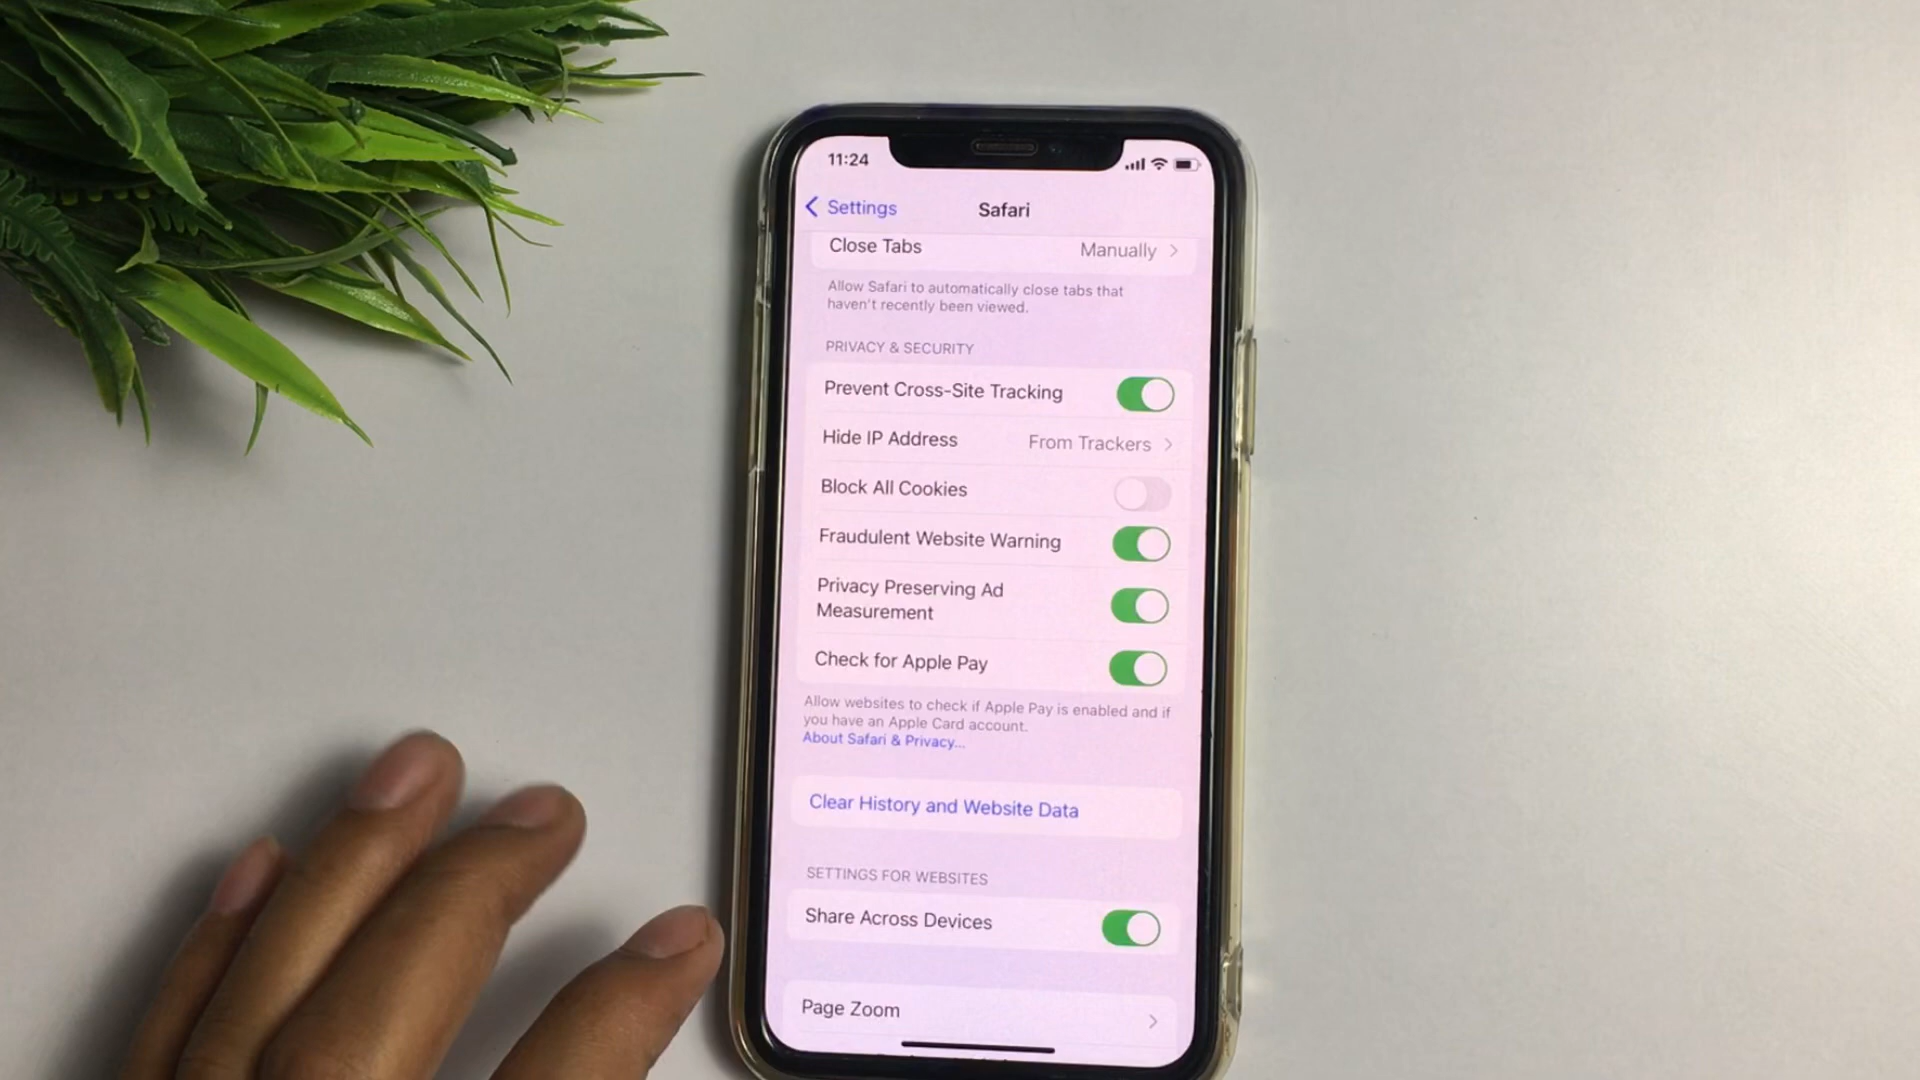 11:24
Settings
Safari
Close Tabs
Manually
Allow Safari to automatically close tabs that
haven't recently been viewed.
PRIVACY & SECURITY
Prevent Cross-Site Tracking
Hide IP Address
From Trackers
Block All Cookies
Fraudulent Website Warning
Privacy Preserving Ad
Measurement
Check for Apple Pay
Allow websites to check if Apple Pay is enabled and if
you have an Apple Card account.
About Safari & Privacy...
Clear History and Website Data
SETTINGS FOR WEBSITES
Share Across Devices
Page Zoom